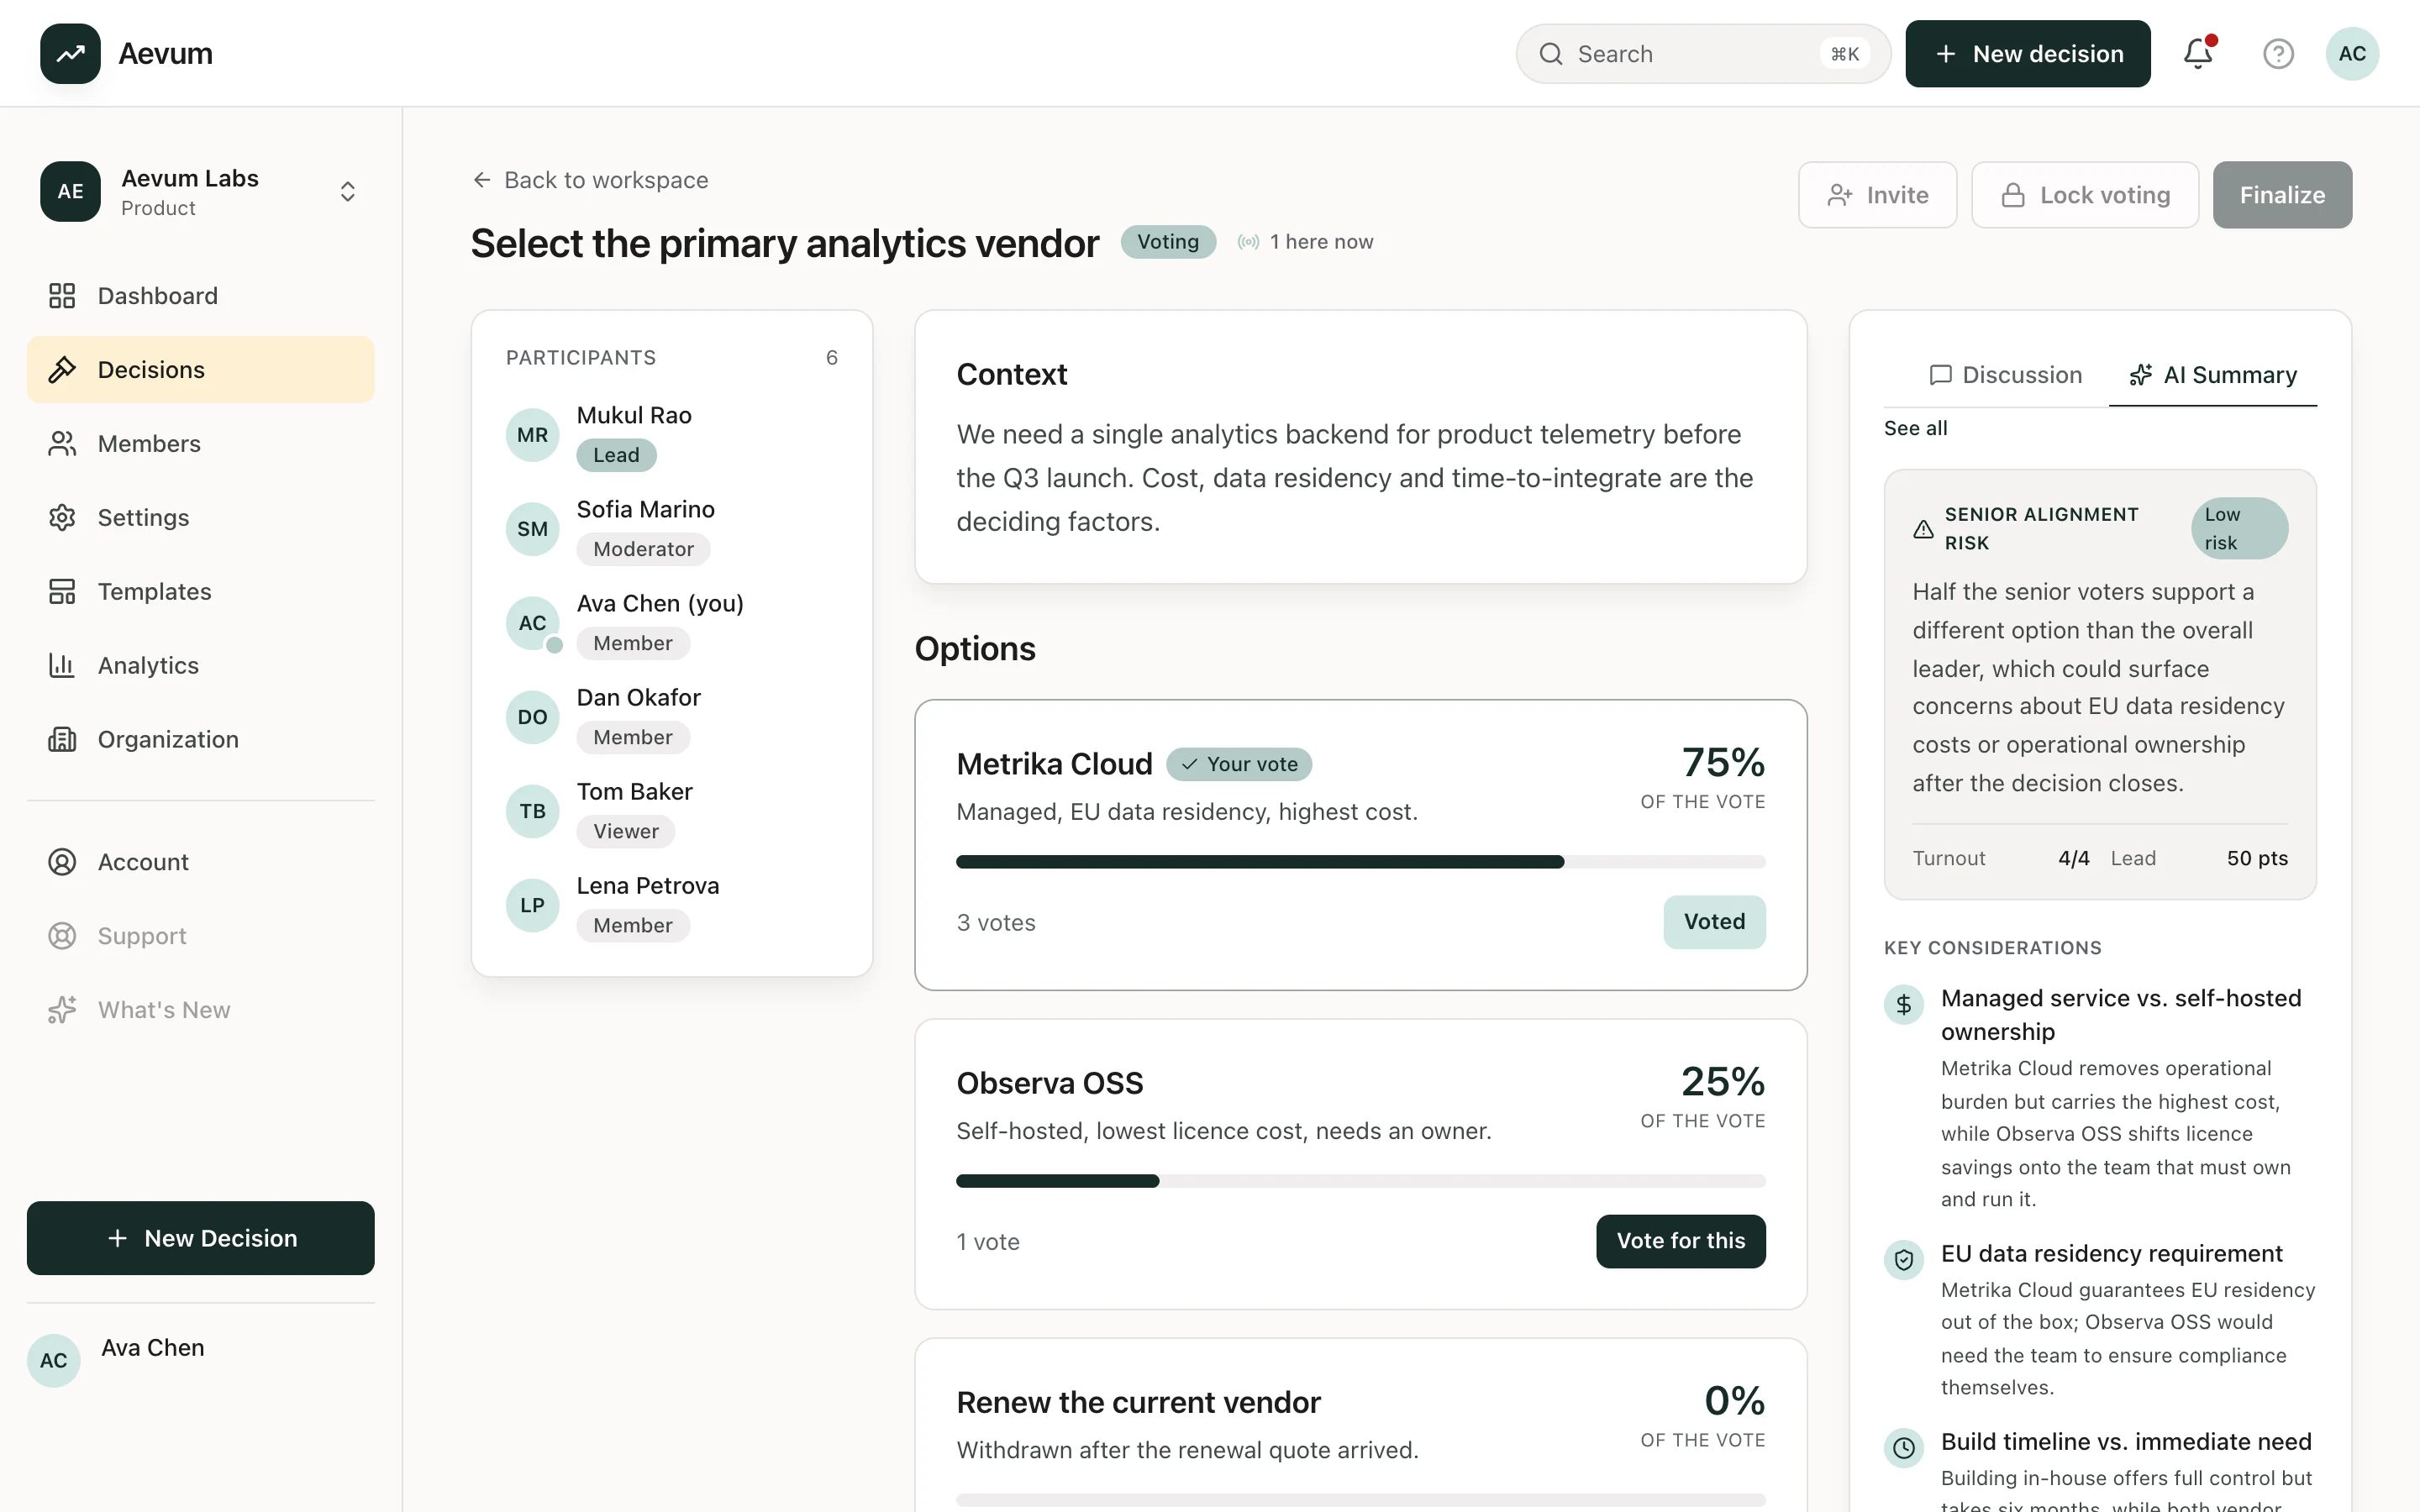 Aevum
Search
⌘K
New decision
AC
AE
Aevum Labs
Product
Dashboard
Decisions
Members
Settings
Templates
Analytics
Organization
Account
Support
What's New
New Decision
AC
Ava Chen
Back to workspace
Select the primary analytics vendor
Voting
1 here now
Invite
Lock voting
Finalize
PARTICIPANTS
6
MR
Mukul Rao
Lead
SM
Sofia Marino
Moderator
AC
Ava Chen (you)
Member
DO
Dan Okafor
Member
TB
Tom Baker
Viewer
LP
Lena Petrova
Member
Context
We need a single analytics backend for product telemetry before
the Q3 launch. Cost, data residency and time-to-integrate are the
deciding factors.
Options
Metrika Cloud
Your vote
75%
OF THE VOTE
Managed, EU data residency, highest cost.
3 votes
Voted
Observa OSS
25%
OF THE VOTE
Self-hosted, lowest licence cost, needs an owner.
1 vote
Vote for this
Renew the current vendor
0%
OF THE VOTE
Withdrawn after the renewal quote arrived.
Discussion
AI Summary
See all
SENIOR ALIGNMENT
RISK
Low
risk
Half the senior voters support a
different option than the overall
leader, which could surface
concerns about EU data residency
costs or operational ownership
after the decision closes.
Turnout 4/4 Lead 50 pts
KEY CONSIDERATIONS
Managed service vs. self-hosted
ownership
Metrika Cloud removes operational
burden but carries the highest cost,
while Observa OSS shifts licence
savings onto the team that must own
and run it.
EU data residency requirement
Metrika Cloud guarantees EU residency
out of the box; Observa OSS would
need the team to ensure compliance
themselves.
Build timeline vs. immediate need
Building in-house offers full control but
takes six months, while both vendor